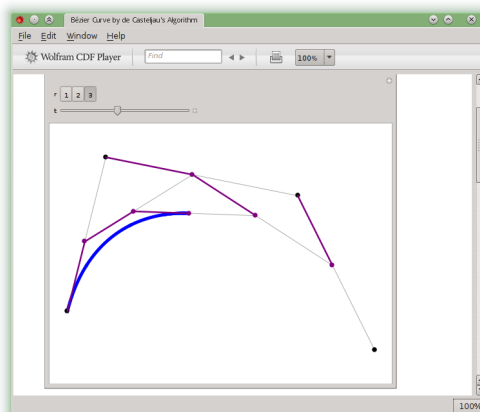 Bézier Curve by de Casteljau's Algorithm
File Edit Window Help
Wolfram CDF Player Find 100%
r 1 2 3
t
100%